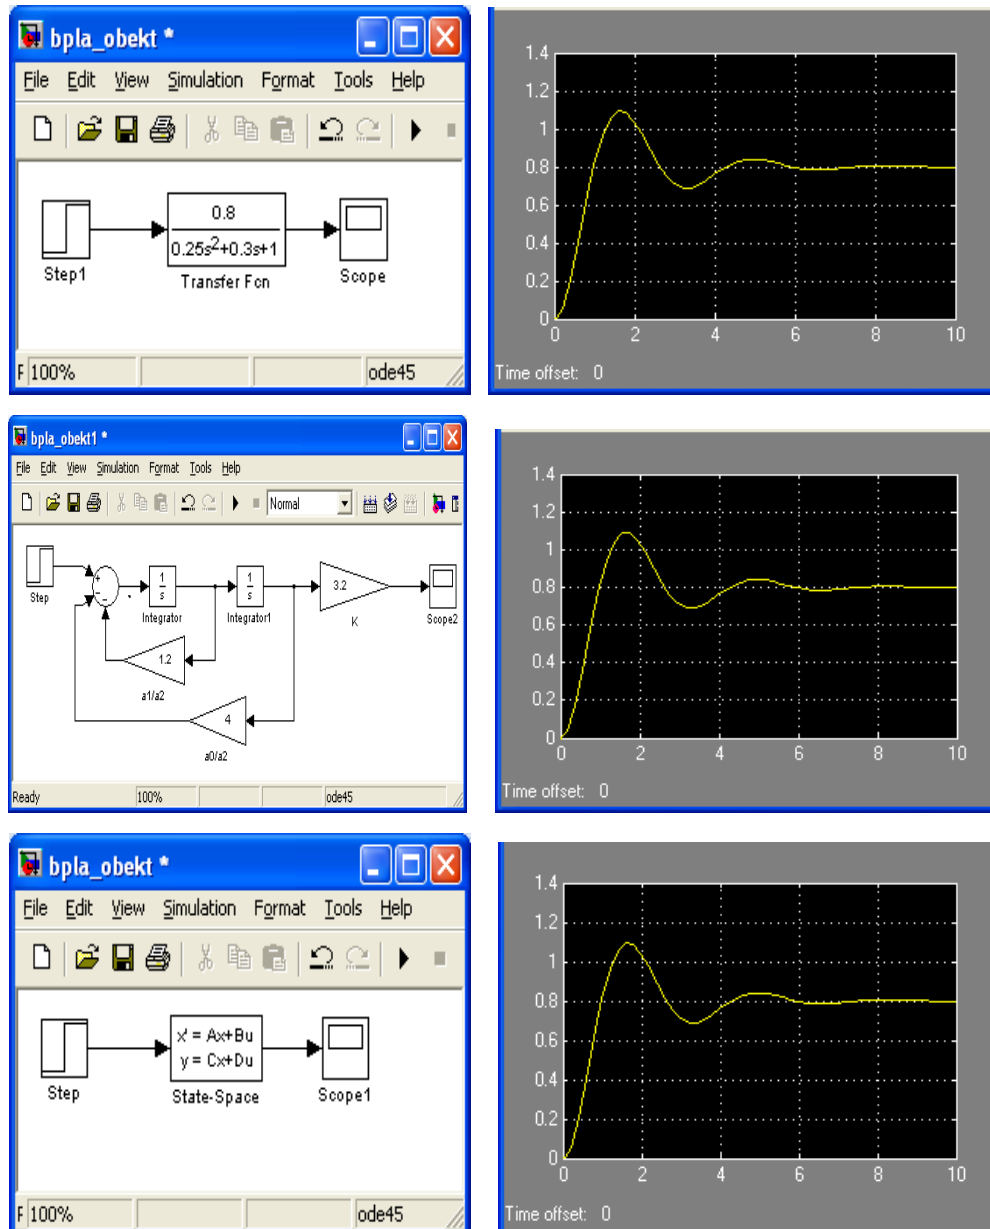 bpla_obekt *
File Edit View Simulation Format Tools Help
0.8
0.25s2+0.3s+1
Step1
Transfer Fcn
Scope
F 100%
ode45
1.4
1.2
1
0.8
0.6
0.4
0.2
0
0 2 4 6 8 10
Time offset: 0
bpla_obekt1 *
File Edit View Simulation Format Tools Help
Normal
Step
+
−
−
1
s
Integrator
1
s
Integrator1
3.2
K
Scope2
1.2
a1/a2
4
a0/a2
Ready 100% ode45
1.4
1.2
1
0.8
0.6
0.4
0.2
0
0 2 4 6 8 10
Time offset: 0
bpla_obekt *
File Edit View Simulation Format Tools Help
x' = Ax+Bu
y = Cx+Du
Step
State-Space
Scope1
F 100%
ode45
1.4
1.2
1
0.8
0.6
0.4
0.2
0
0 2 4 6 8 10
Time offset: 0